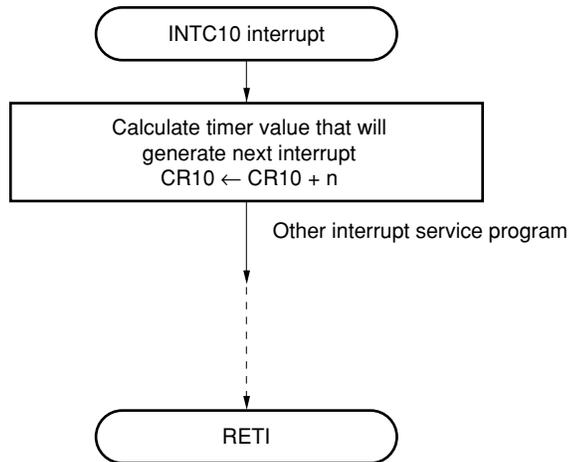 INTC10 interrupt
Calculate timer value that will
generate next interrupt
CR10 ← CR10 + n
Other interrupt service program
RETI